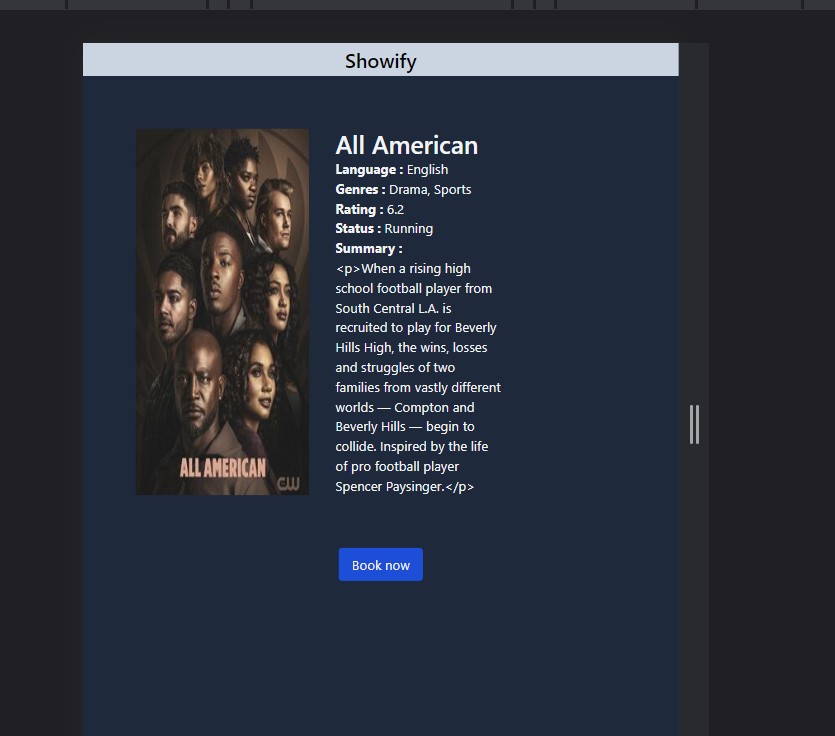 Showify
All American
Language : English
Genres : Drama, Sports
Rating : 6.2
Status : Running
Summary :
<p>When a rising high
school football player from
South Central L.A. is
recruited to play for Beverly
Hills High, the wins, losses
and struggles of two
families from vastly different
worlds — Compton and
Beverly Hills — begin to
collide. Inspired by the life
of pro football player
Spencer Paysinger.</p>
ALL AMERICAN
CW
Book now